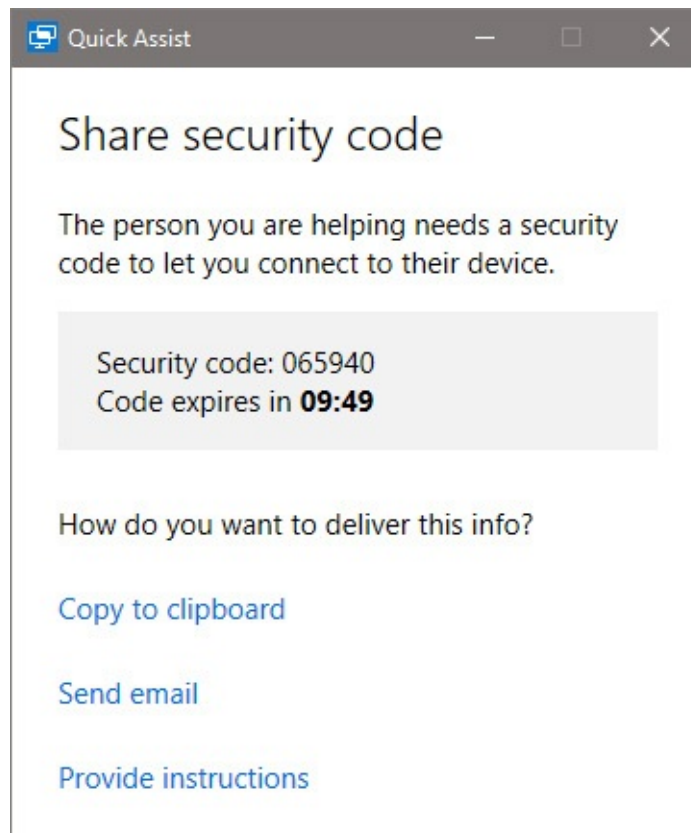 Quick Assist
Share security code
The person you are helping needs a security
code to let you connect to their device.
Security code: 065940
Code expires in 09:49
How do you want to deliver this info?
Copy to clipboard
Send email
Provide instructions